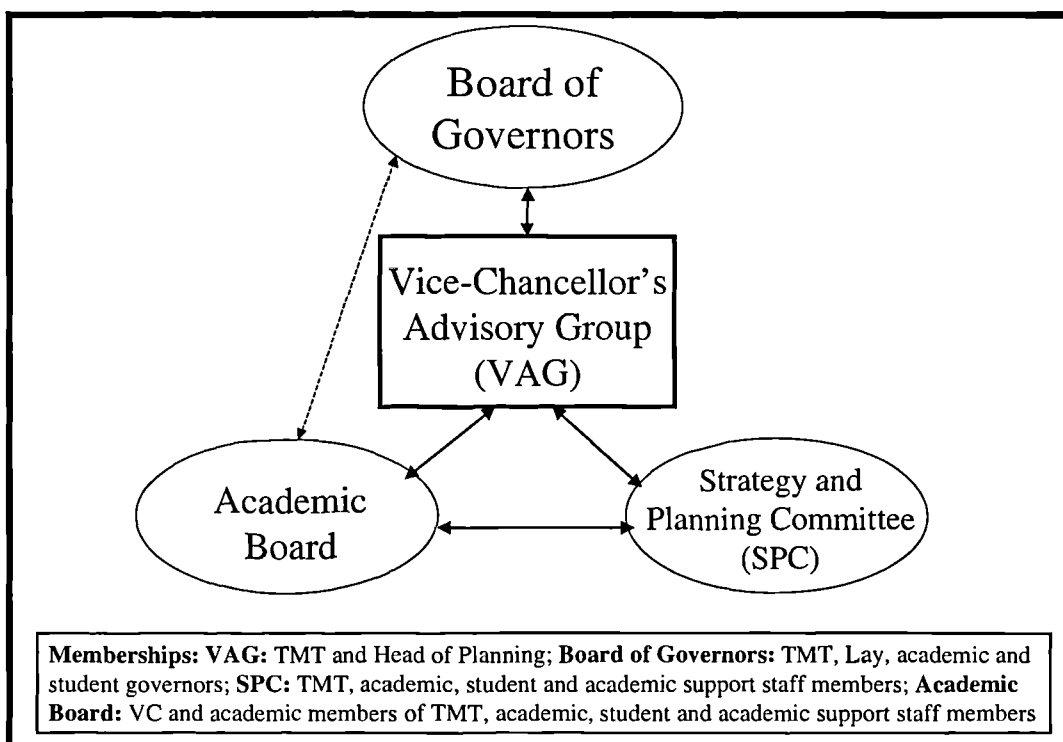 Board of
Governors
Vice-Chancellor's
Advisory Group
(VAG)
Academic
Board
Strategy and
Planning Committee
(SPC)
Memberships: VAG: TMT and Head of Planning; Board of Governors: TMT, Lay, academic and
student governors; SPC: TMT, academic, student and academic support staff members; Academic
Board: VC and academic members of TMT, academic, student and academic support staff members